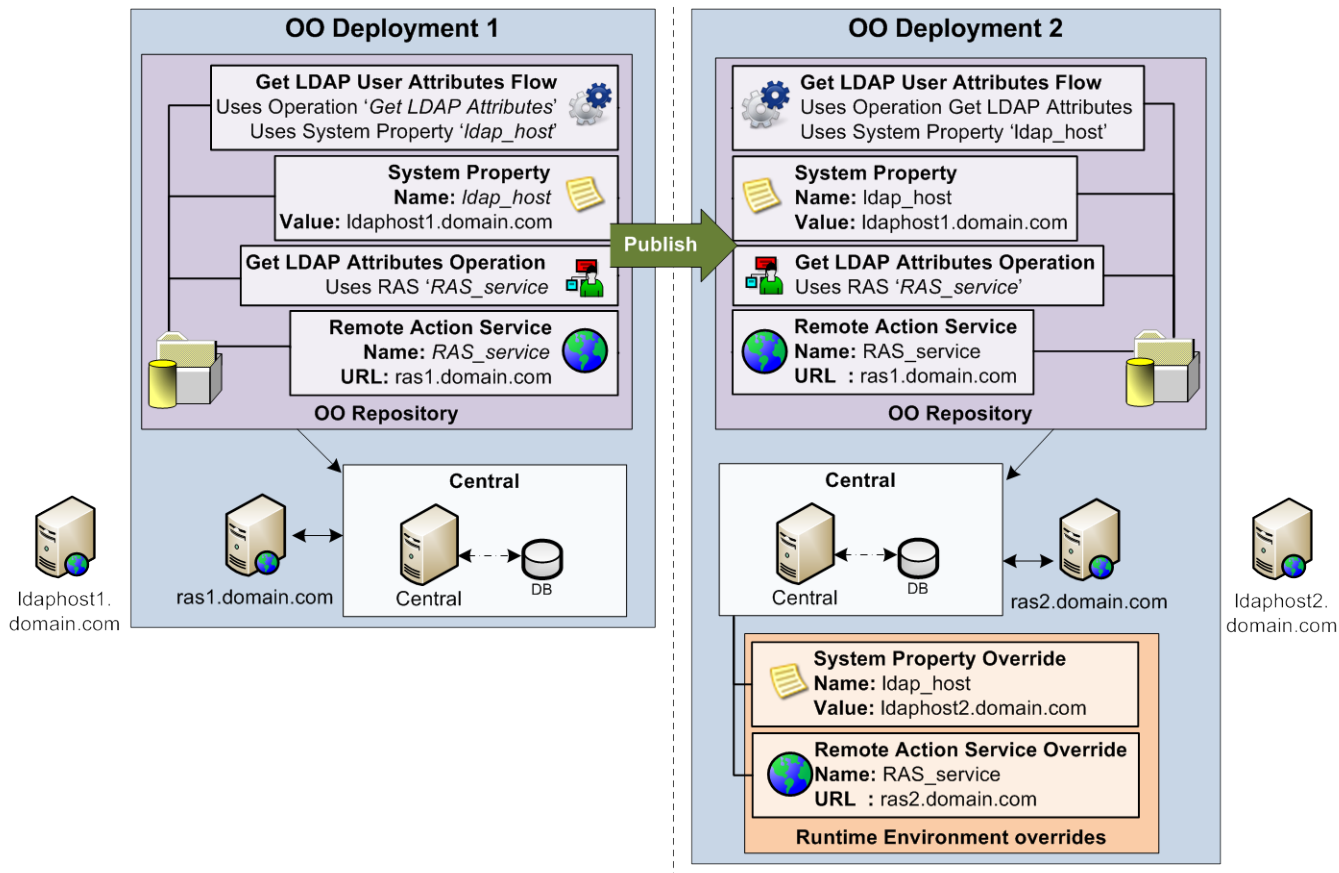 OO Deployment 1
Get LDAP User Attributes Flow
Uses Operation ‘Get LDAP Attributes’
Uses System Property ‘ldap_host’
System Property
Name: ldap_host
Value: ldaphost1.domain.com
Get LDAP Attributes Operation
Uses RAS ‘RAS_service
Remote Action Service
Name: RAS_service
URL: ras1.domain.com
OO Repository
Central
Central
DB
ras1.domain.com
ldaphost1.
domain.com
Publish
OO Deployment 2
Get LDAP User Attributes Flow
Uses Operation Get LDAP Attributes
Uses System Property ‘ldap_host’
System Property
Name: ldap_host
Value: ldaphost1.domain.com
Get LDAP Attributes Operation
Uses RAS ‘RAS_service’
Remote Action Service
Name: RAS_service
URL : ras1.domain.com
OO Repository
Central
Central
DB
ras2.domain.com
ldaphost2.
domain.com
System Property Override
Name: ldap_host
Value: ldaphost2.domain.com
Remote Action Service Override
Name: RAS_service
URL : ras2.domain.com
Runtime Environment overrides